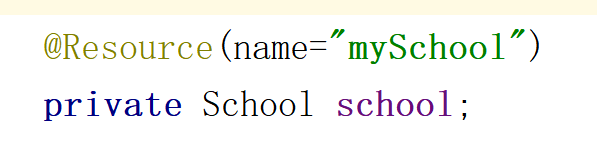 @Resource(name="mySchool")
private School school;